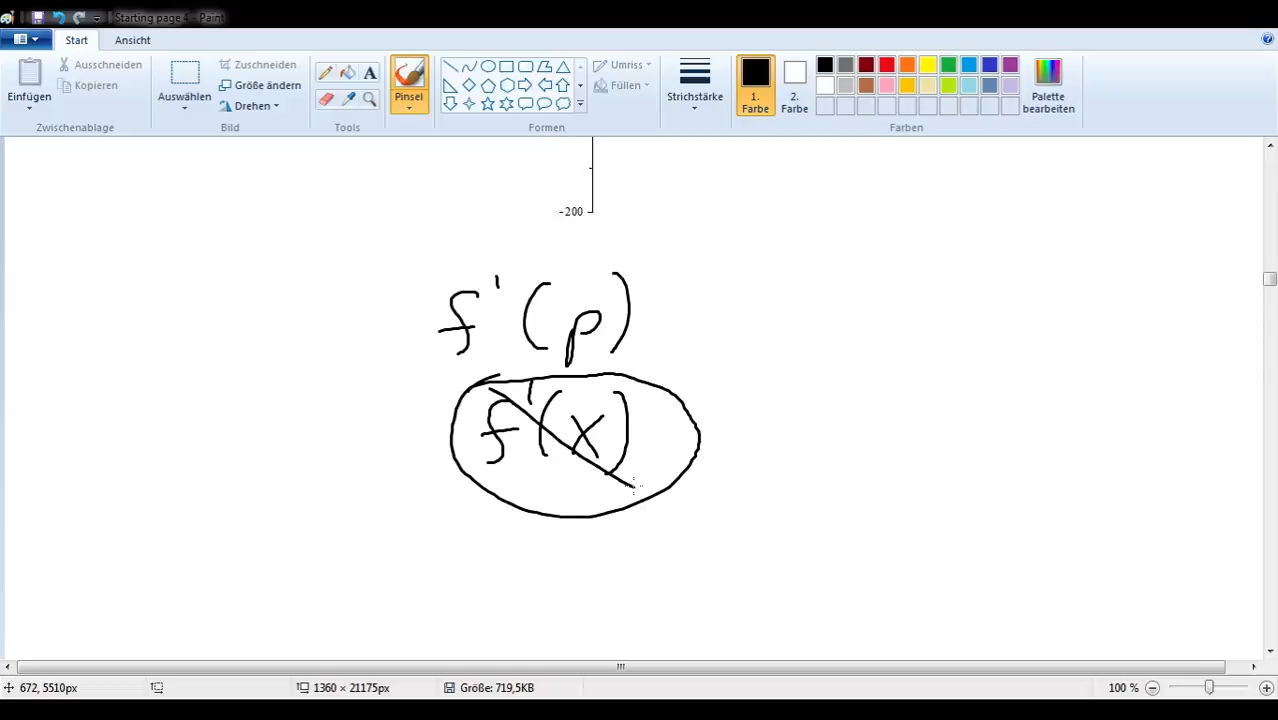 Starting page 4 - Paint
Start Ansicht
Einfügen
Ausschneiden
Kopieren
Zwischenablage
Auswählen
Zuschneiden
Größe ändern
Drehen
Bild
A
Tools
Pinsel
Formen
Umriss
Füllen
Strichstärke
1. Farbe
2. Farbe
Palette bearbeiten
Farben
-200
f'(p)
f'(x)
672, 5510px
1360 × 21175px
Größe: 719,5KB
100 %